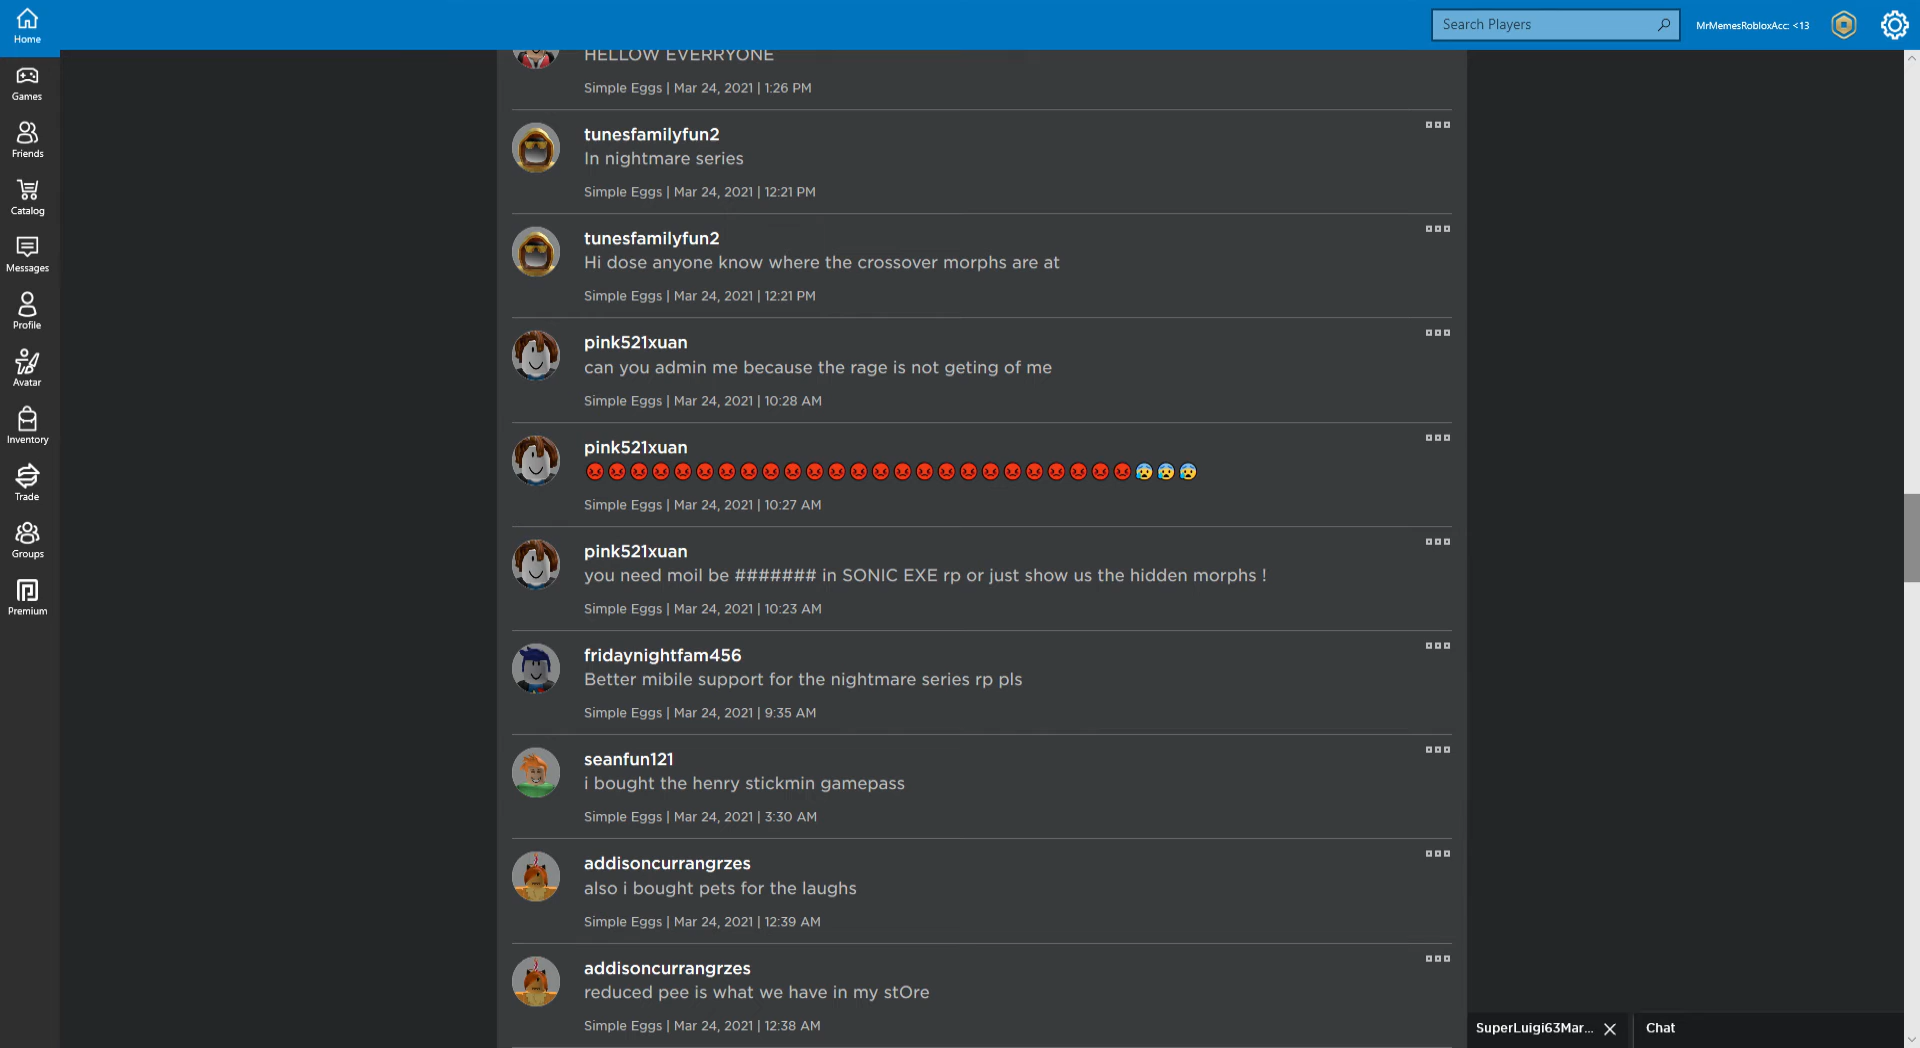 Home
Search Players
MrMemesRobloxAcc: <13
Games
Friends
Catalog
Messages
Profile
Avatar
Inventory
Trade
Groups
Premium
HELLOW EVERRYONE
Simple Eggs | Mar 24, 2021 | 1:26 PM
tunesfamilyfun2
In nightmare series
Simple Eggs | Mar 24, 2021 | 12:21 PM
tunesfamilyfun2
Hi dose anyone know where the crossover morphs are at
Simple Eggs | Mar 24, 2021 | 12:21 PM
pink521xuan
can you admin me because the rage is not geting of me
Simple Eggs | Mar 24, 2021 | 10:28 AM
pink521xuan
😡😡😡😡😡😡😡😡😡😡😡😡😡😡😡😡😡😡😡😡😡😡😡😡😡😰😰😰
Simple Eggs | Mar 24, 2021 | 10:27 AM
pink521xuan
you need moil be ####### in SONIC EXE rp or just show us the hidden morphs !
Simple Eggs | Mar 24, 2021 | 10:23 AM
fridaynightfam456
Better mibile support for the nightmare series rp pls
Simple Eggs | Mar 24, 2021 | 9:35 AM
seanfun121
i bought the henry stickmin gamepass
Simple Eggs | Mar 24, 2021 | 3:30 AM
addisoncurrangrzes
also i bought pets for the laughs
Simple Eggs | Mar 24, 2021 | 12:39 AM
addisoncurrangrzes
reduced pee is what we have in my stOre
Simple Eggs | Mar 24, 2021 | 12:38 AM
SuperLuigi63Mar...
Chat